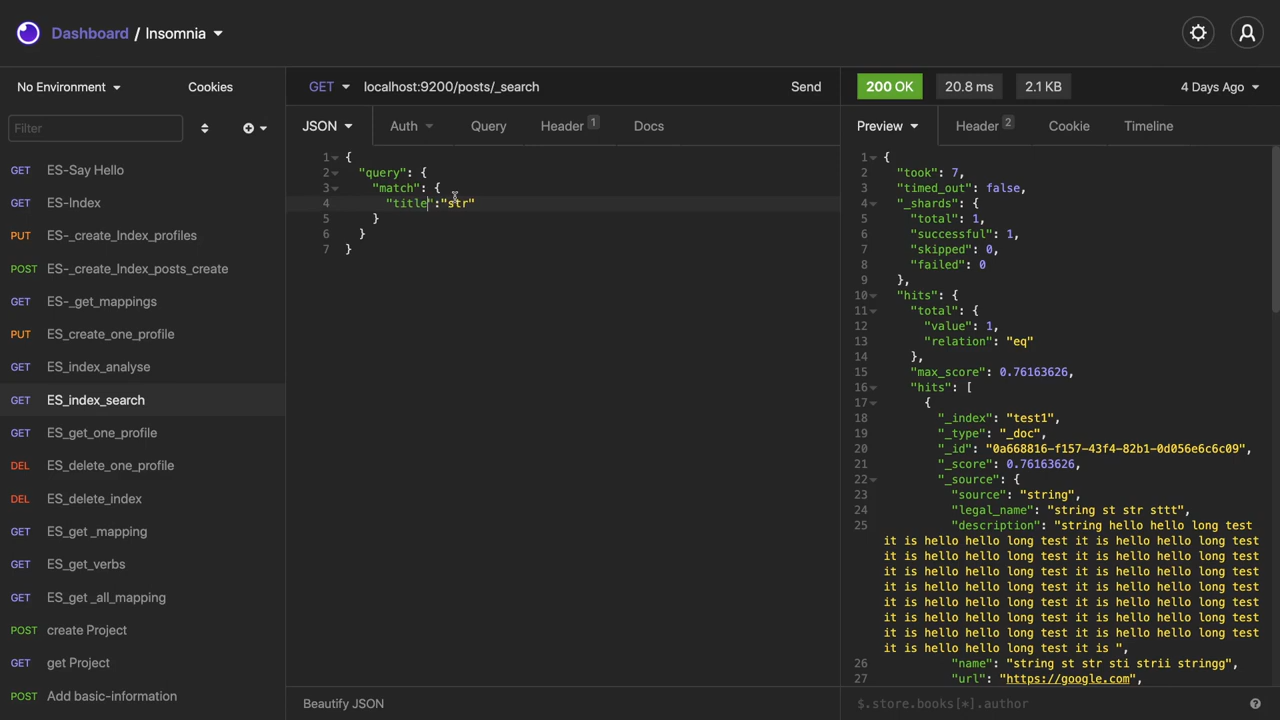 Dashboard / Insomnia
No Environment
Cookies
GET localhost:9200/posts/_search
Send
200 OK
20.8 ms
2.1 KB
4 Days Ago
Filter
JSON
Auth
Query
Header 1
Docs
Preview
Header 2
Cookie
Timeline
GET ES-Say Hello
GET ES-Index
PUT ES-_create_Index_profiles
POST ES-_create_Index_posts_create
GET ES-_get_mappings
PUT ES_create_one_profile
GET ES_index_analyse
GET ES_index_search
GET ES_get_one_profile
DEL ES_delete_one_profile
DEL ES_delete_index
GET ES_get _mapping
GET ES_get_verbs
GET ES_get _all_mapping
POST create Project
GET get Project
POST Add basic-information
1 {
2 "query": {
3 "match": {
4 "title":"str"
5 }
6 }
7 }
Beautify JSON
1 {
2 "took": 7,
3 "timed_out": false,
4 "_shards": {
5 "total": 1,
6 "successful": 1,
7 "skipped": 0,
8 "failed": 0
9 },
10 "hits": {
11 "total": {
12 "value": 1,
13 "relation": "eq"
14 },
15 "max_score": 0.76163626,
16 "hits": [
17 {
18 "_index": "test1",
19 "_type": "_doc",
20 "_id": "0a668816-f157-43f4-82b1-0d056e6c6c09",
21 "_score": 0.76163626,
22 "_source": {
23 "source": "string",
24 "legal_name": "string st str sttt",
25 "description": "string hello hello long test
it is hello hello long test it is hello hello long test
it is hello hello long test it is hello hello long test
it is hello hello long test it is hello hello long test
it is hello hello long test it is hello hello long test
it is hello hello long test it is hello hello long test
it is hello hello long test it is hello hello long test
it is hello hello long test it is hello hello long test
it is hello hello long test it is ",
26 "name": "string st str sti strii stringg",
27 "url": "https://google.com",
$.store.books[*].author